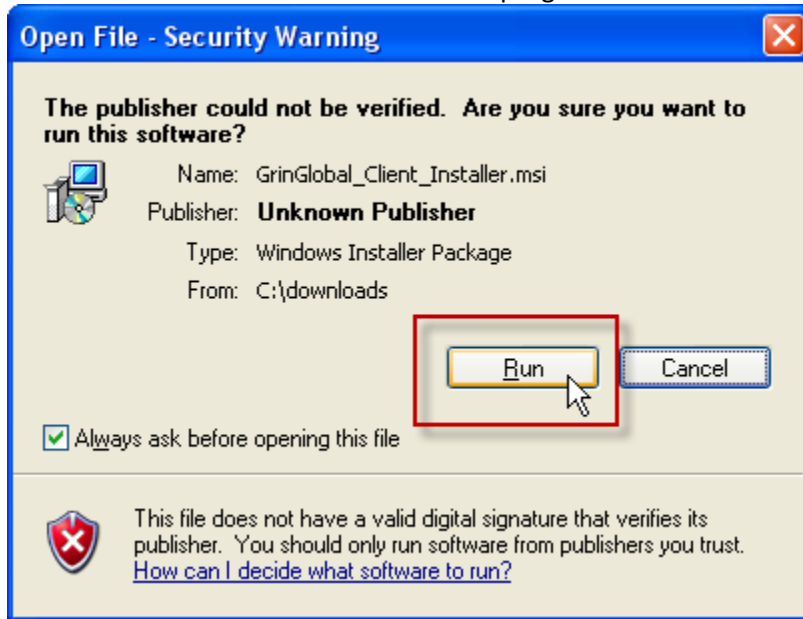 Open File - Security Warning
The publisher could not be verified. Are you sure you want to
run this software?
Name: GrinGlobal_Client_Installer.msi
Publisher: Unknown Publisher
Type: Windows Installer Package
From: C:\downloads
Run Cancel
Always ask before opening this file
This file does not have a valid digital signature that verifies its
publisher. You should only run software from publishers you trust.
How can I decide what software to run?